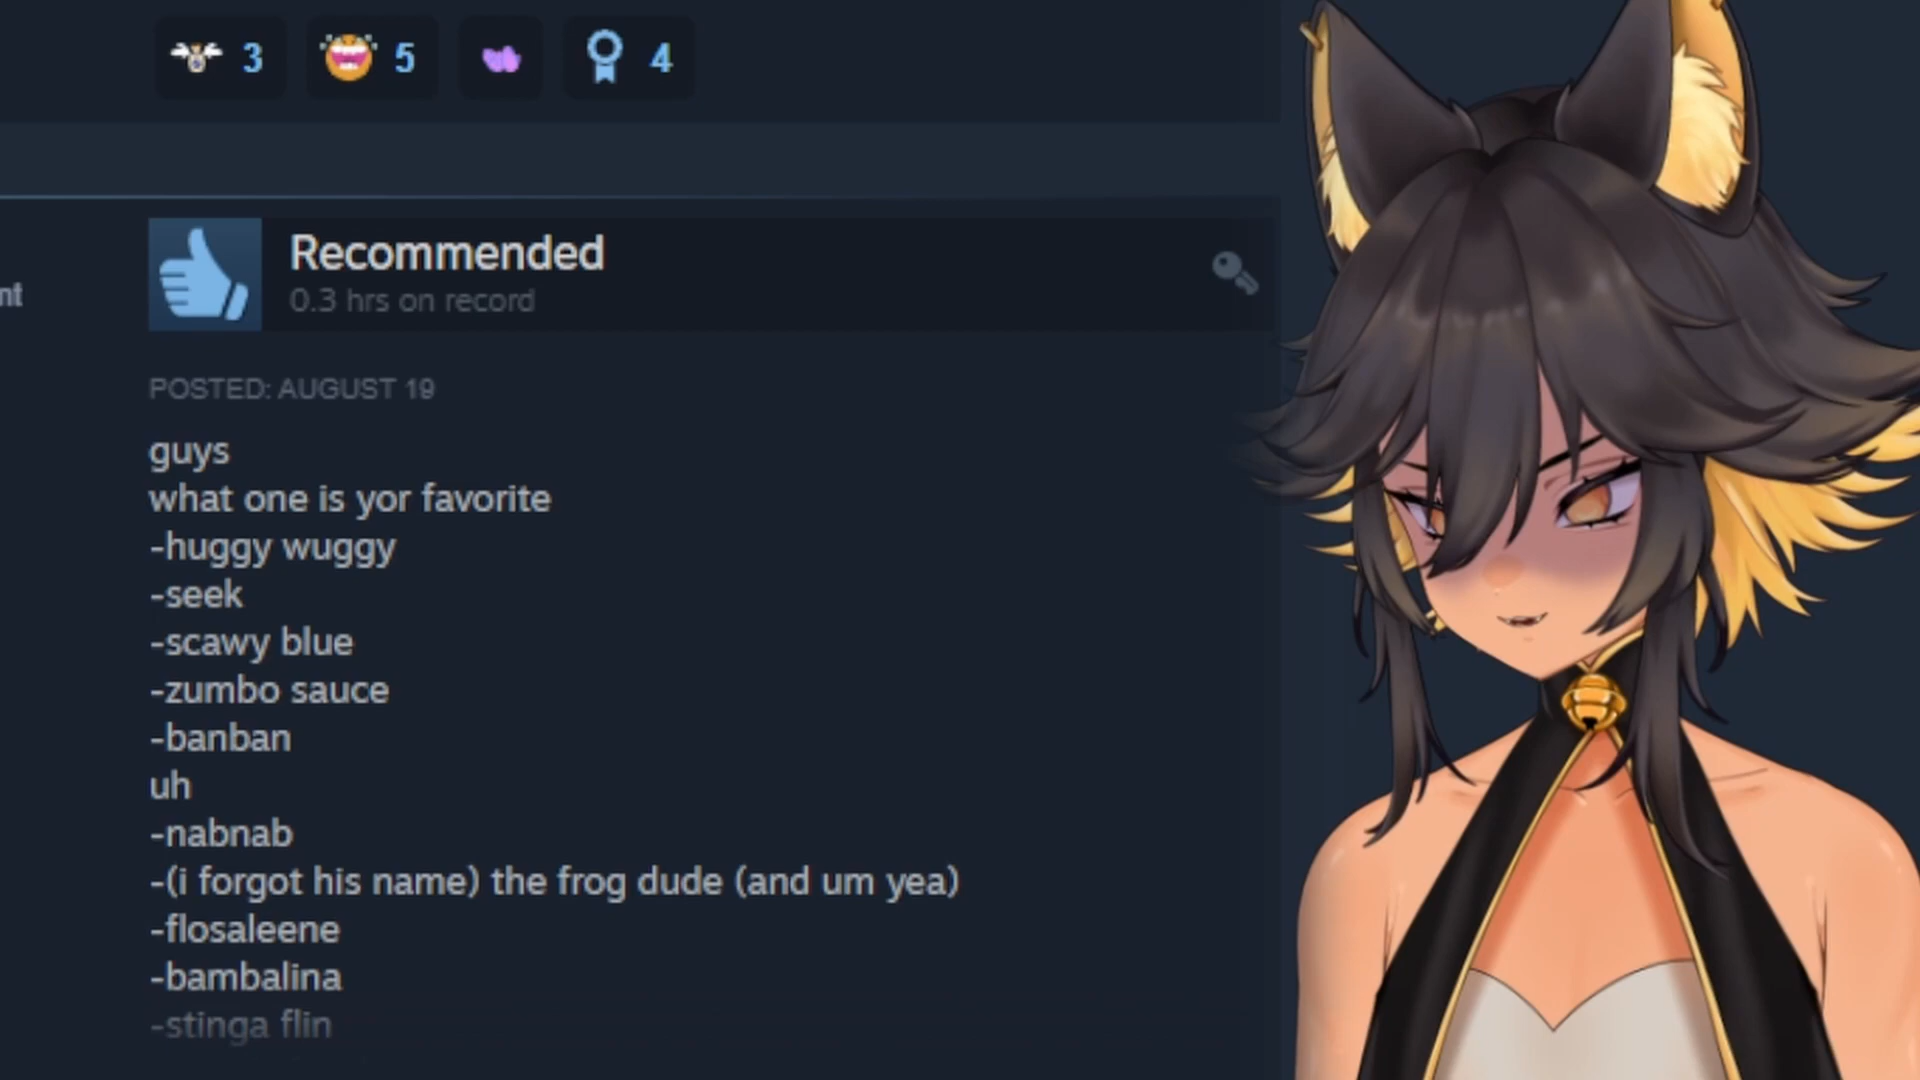 3 5 4
Recommended
0.3 hrs on record
nt
POSTED: AUGUST 19
guys
what one is yor favorite
-huggy wuggy
-seek
-scawy blue
-zumbo sauce
-banban
uh
-nabnab
-(i forgot his name) the frog dude (and um yea)
-flosaleene
-bambalina
-stinga flin